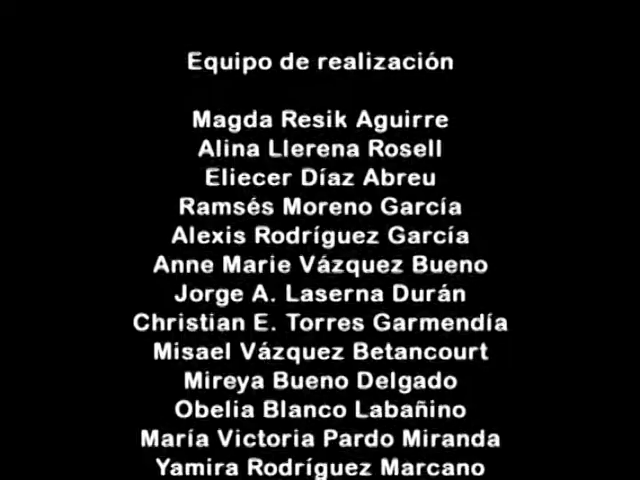 Equipo de realización
Magda Resik Aguirre
Alina Llerena Rosell
Eliecer Díaz Abreu
Ramsés Moreno García
Alexis Rodríguez García
Anne Marie Vázquez Bueno
Jorge A. Laserna Durán
Christian E. Torres Garmendía
Misael Vázquez Betancourt
Mireya Bueno Delgado
Obelia Blanco Labañino
María Victoria Pardo Miranda
Yamira Rodríguez Marcano